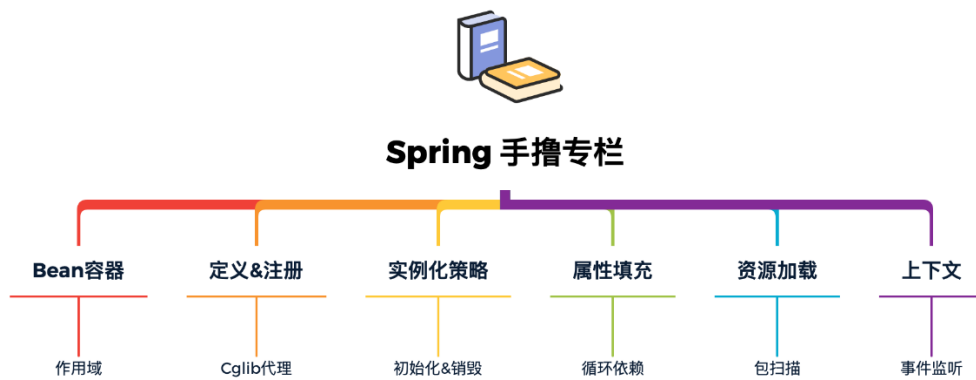 Spring 手撸专栏
Bean容器 定义&注册 实例化策略 属性填充 资源加载 上下文
作用域 Cglib代理 初始化&销毁 循环依赖 包扫描 事件监听